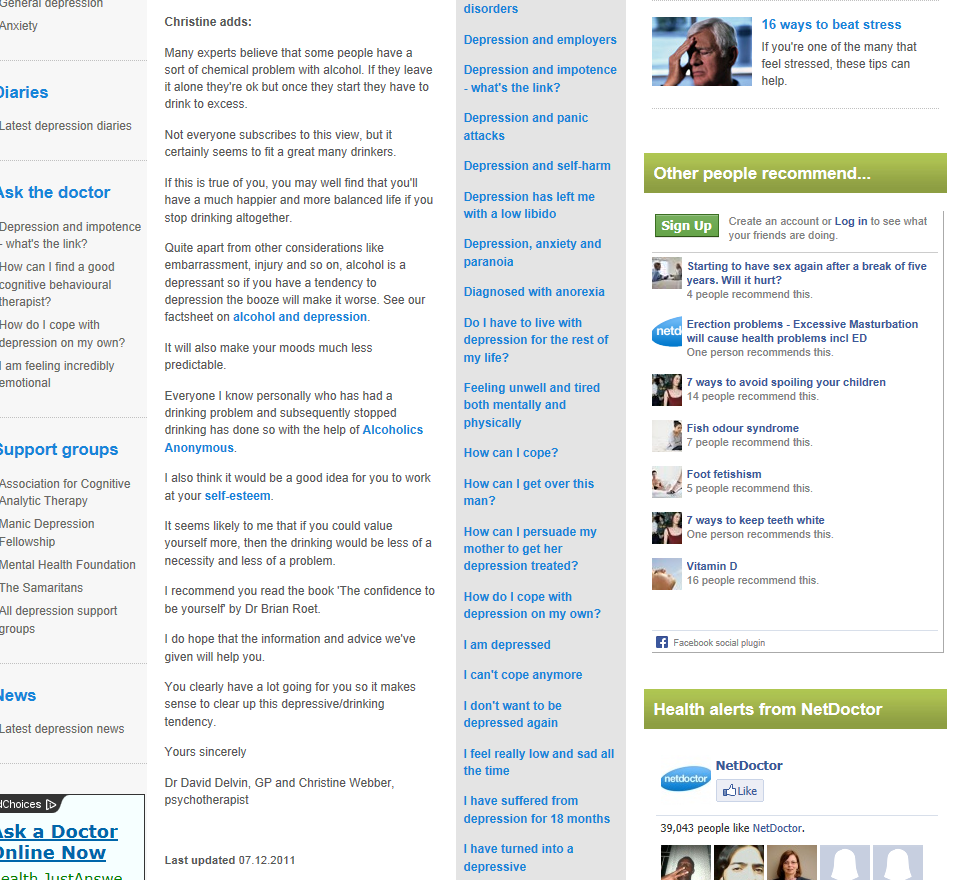 General depression
Anxiety
Diaries
Latest depression diaries
Ask the doctor
Depression and impotence
- what's the link?
How can I find a good
cognitive behavioural
therapist?
How do I cope with
depression on my own?
I am feeling incredibly
emotional
Support groups
Association for Cognitive
Analytic Therapy
Manic Depression
Fellowship
Mental Health Foundation
The Samaritans
All depression support
groups
News
Latest depression news
dChoices
Ask a Doctor
Online Now
Health.JustAnswe
Christine adds:
Many experts believe that some people have a
sort of chemical problem with alcohol. If they leave
it alone they're ok but once they start they have to
drink to excess.
Not everyone subscribes to this view, but it
certainly seems to fit a great many drinkers.
If this is true of you, you may well find that you'll
have a much happier and more balanced life if you
stop drinking altogether.
Quite apart from other considerations like
embarrassment, injury and so on, alcohol is a
depressant so if you have a tendency to
depression the booze will make it worse. See our
factsheet on alcohol and depression.
It will also make your moods much less
predictable.
Everyone I know personally who has had a
drinking problem and subsequently stopped
drinking has done so with the help of Alcoholics
Anonymous.
I also think it would be a good idea for you to work
at your self-esteem.
It seems likely to me that if you could value
yourself more, then the drinking would be less of a
necessity and less of a problem.
I recommend you read the book 'The confidence to
be yourself' by Dr Brian Roet.
I do hope that the information and advice we've
given will help you.
You clearly have a lot going for you so it makes
sense to clear up this depressive/drinking
tendency.
Yours sincerely
Dr David Delvin, GP and Christine Webber,
psychotherapist
Last updated 07.12.2011
disorders
Depression and employers
Depression and impotence
- what's the link?
Depression and panic
attacks
Depression and self-harm
Depression has left me
with a low libido
Depression, anxiety and
paranoia
Diagnosed with anorexia
Do I have to live with
depression for the rest of
my life?
Feeling unwell and tired
both mentally and
physically
How can I cope?
How can I get over this
man?
How can I persuade my
mother to get her
depression treated?
How do I cope with
depression on my own?
I am depressed
I can't cope anymore
I don't want to be
depressed again
I feel really low and sad all
the time
I have suffered from
depression for 18 months
I have turned into a
depressive
16 ways to beat stress
If you're one of the many that
feel stressed, these tips can
help.
Other people recommend...
Sign Up
Create an account or Log in to see what
your friends are doing.
Starting to have sex again after a break of five
years. Will it hurt?
4 people recommend this.
netd
Erection problems - Excessive Masturbation
will cause health problems incl ED
One person recommends this.
7 ways to avoid spoiling your children
14 people recommend this.
Fish odour syndrome
7 people recommend this.
Foot fetishism
5 people recommend this.
7 ways to keep teeth white
One person recommends this.
Vitamin D
16 people recommend this.
Facebook social plugin
Health alerts from NetDoctor
netdoctor
NetDoctor
Like
39,043 people like NetDoctor.